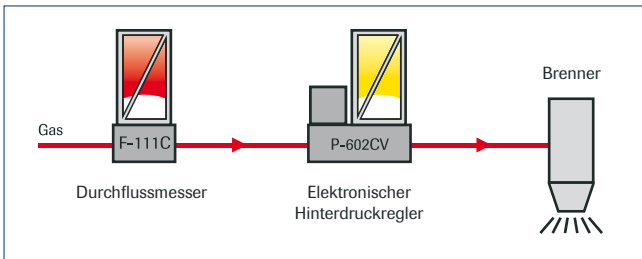 Gas
F-111C
Durchflussmesser
P-602CV
Elektronischer
Hinterdruckregler
Brenner